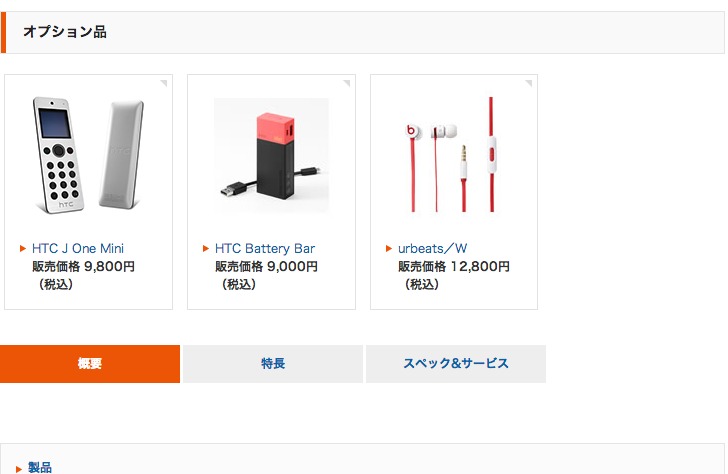 オプション品
hTC
HTC J One Mini
販売価格 9,800円
（税込）
HTC Battery Bar
販売価格 9,000円
（税込）
urbeats／W
販売価格 12,800円
（税込）
概要
特長
スペック&サービス
製品